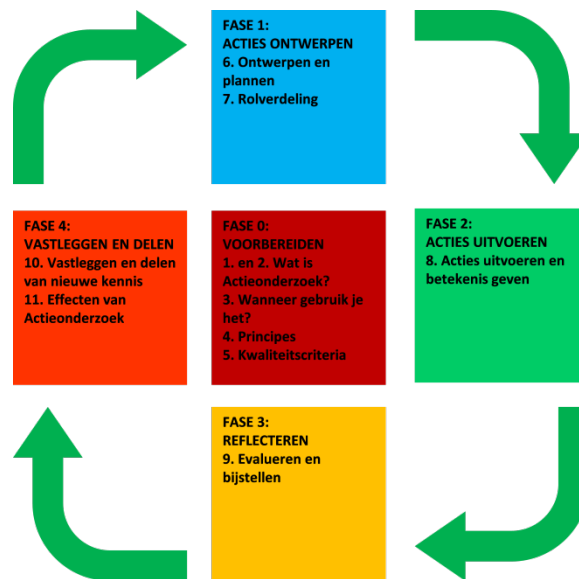 FASE 1:
ACTIES ONTWERPEN
6. Ontwerpen en
plannen
7. Rolverdeling
FASE 4:
VASTLEGGEN EN DELEN
10. Vastleggen en delen
van nieuwe kennis
11. Effecten van
Actieonderzoek
FASE 0:
VOORBEREIDEN
1. en 2. Wat is
Actieonderzoek?
3. Wanneer gebruik je
het?
4. Principes
5. Kwaliteitscriteria
FASE 2:
ACTIES UITVOEREN
8. Acties uitvoeren en
betekenis geven
FASE 3:
REFLECTEREN
9. Evalueren en
bijstellen